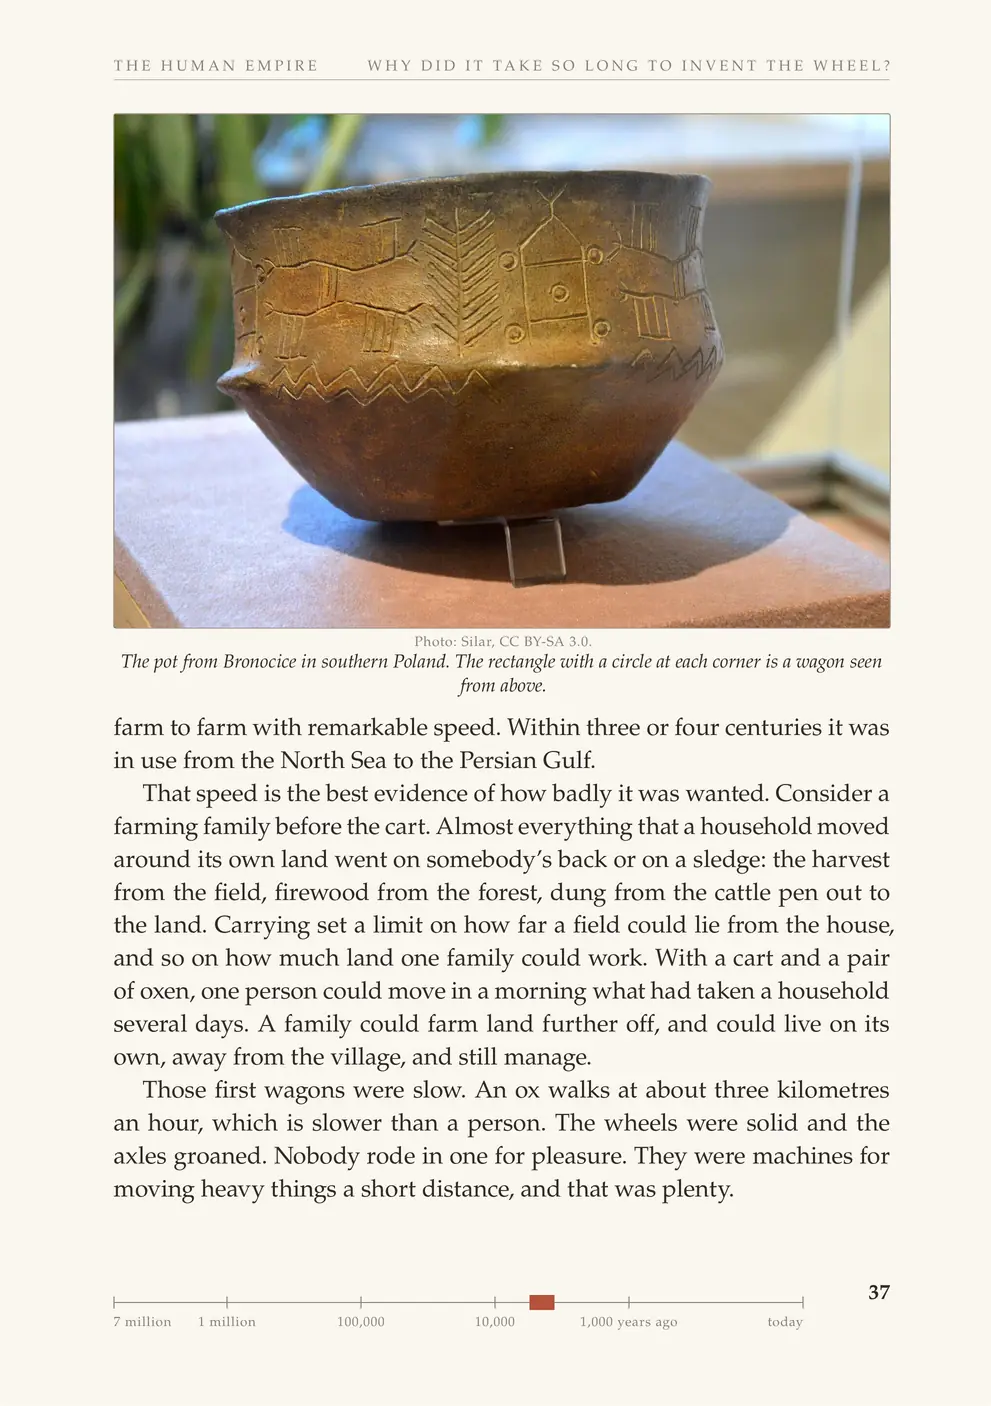 THE HUMAN EMPIRE WHY DID IT TAKE SO LONG TO INVENT THE WHEEL?
Photo: Silar, CC BY-SA 3.0.
The pot from Bronocice in southern Poland. The rectangle with a circle at each corner is a wagon seen
from above.
farm to farm with remarkable speed. Within three or four centuries it was
in use from the North Sea to the Persian Gulf.
That speed is the best evidence of how badly it was wanted. Consider a
farming family before the cart. Almost everything that a household moved
around its own land went on somebody’s back or on a sledge: the harvest
from the field, firewood from the forest, dung from the cattle pen out to
the land. Carrying set a limit on how far a field could lie from the house,
and so on how much land one family could work. With a cart and a pair
of oxen, one person could move in a morning what had taken a household
several days. A family could farm land further off, and could live on its
own, away from the village, and still manage.
Those first wagons were slow. An ox walks at about three kilometres
an hour, which is slower than a person. The wheels were solid and the
axles groaned. Nobody rode in one for pleasure. They were machines for
moving heavy things a short distance, and that was plenty.
37
7 million 1 million 100,000 10,000 1,000 years ago today